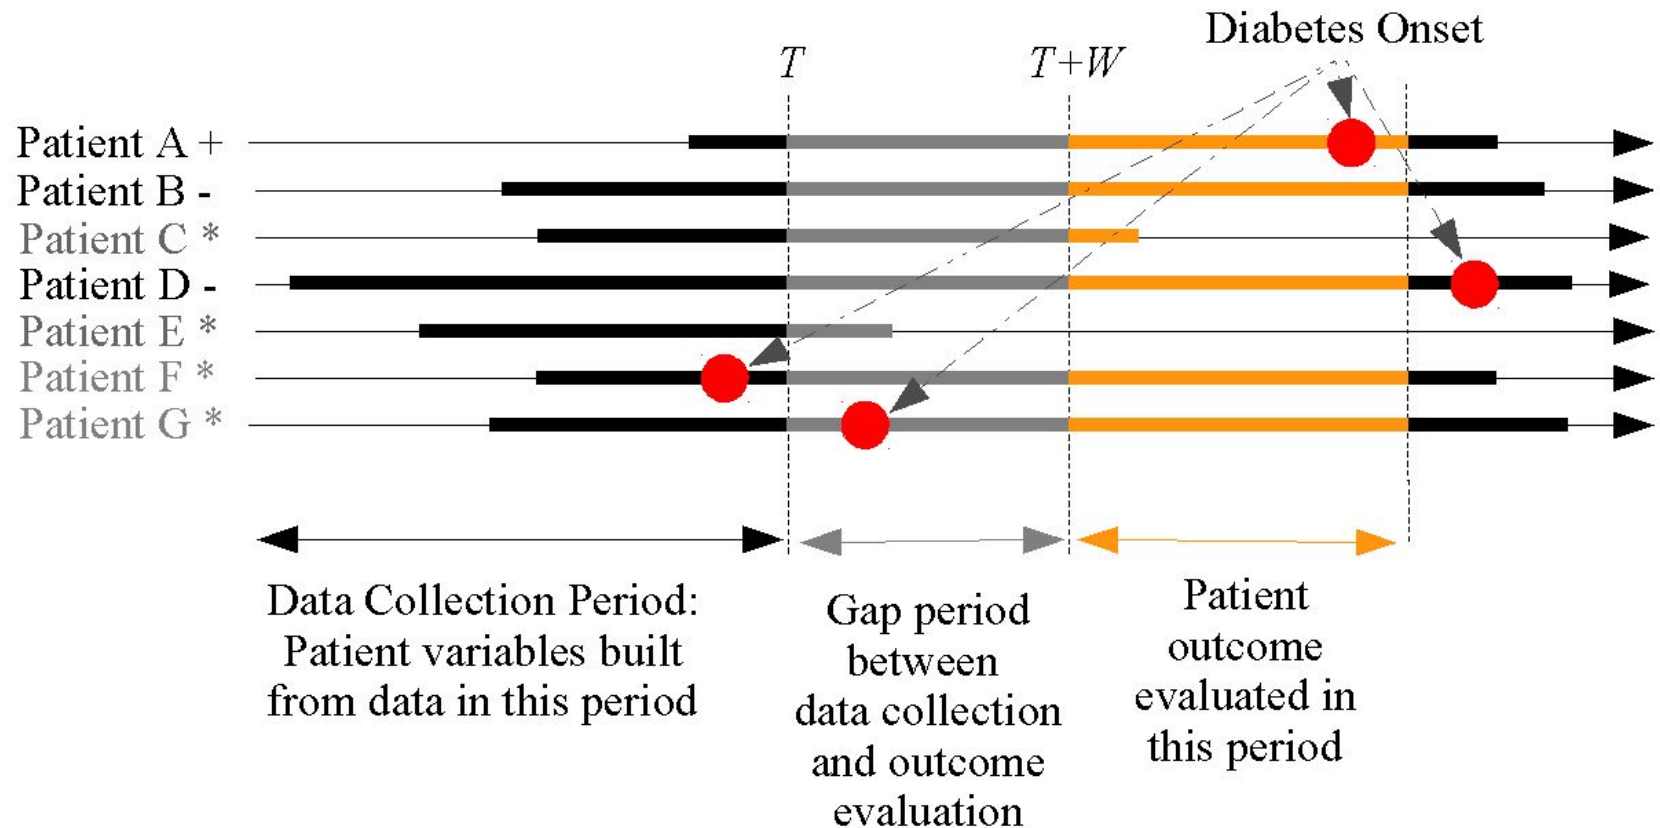 Diabetes Onset
T
T+W
Patient A +
Patient B -
Patient C *
Patient D -
Patient E *
Patient F *
Patient G *
Data Collection Period:
Patient variables built
from data in this period
Gap period
between
data collection
and outcome
evaluation
Patient
outcome
evaluated in
this period